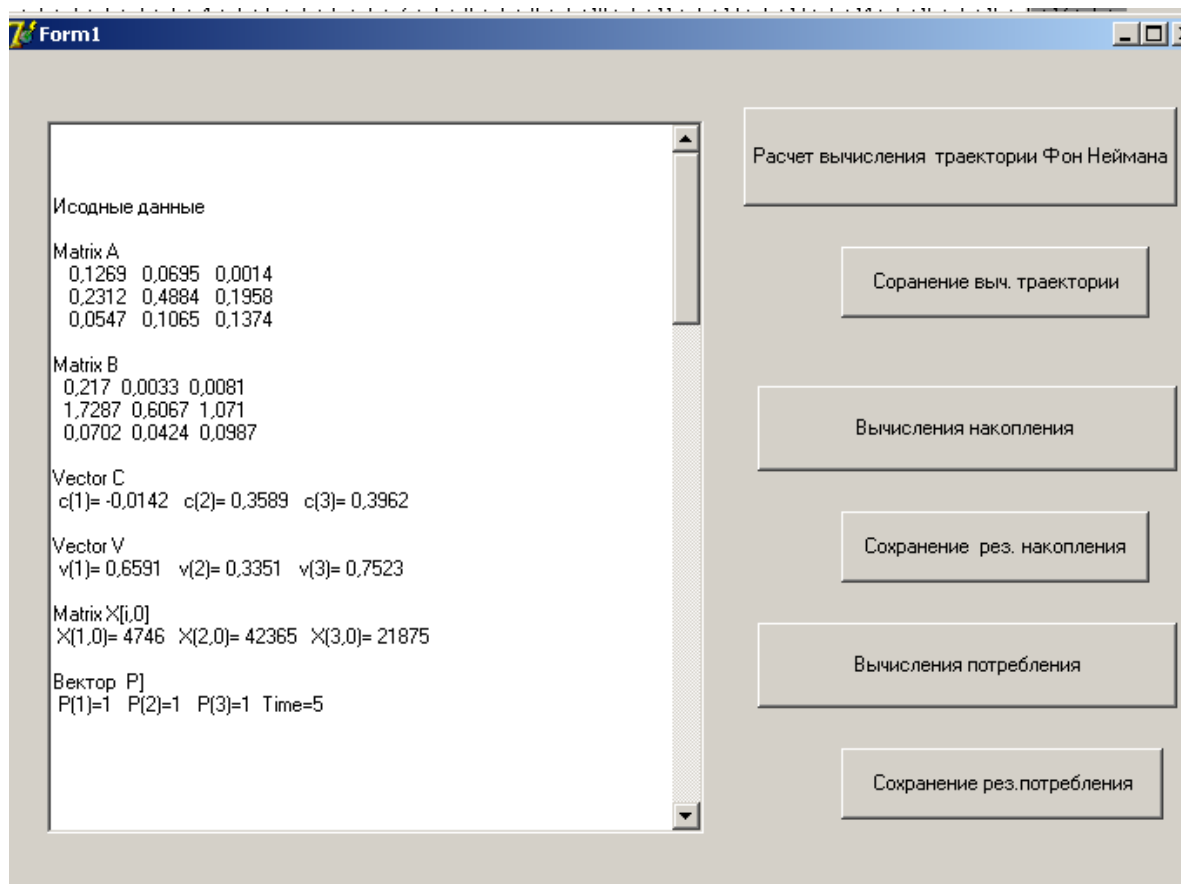 Form1
Исодные данные
Matrix A
0,1269 0,0695 0,0014
0,2312 0,4884 0,1958
0,0547 0,1065 0,1374
Matrix B
0,217 0,0033 0,0081
1,7287 0,6067 1,071
0,0702 0,0424 0,0987
Vector C
c(1)= -0,0142 c(2)= 0,3589 c(3)= 0,3962
Vector V
v(1)= 0,6591 v(2)= 0,3351 v(3)= 0,7523
Matrix X[i,0]
X(1,0)= 4746 X(2,0)= 42365 X(3,0)= 21875
Вектор P]
P(1)=1 P(2)=1 P(3)=1 Time=5
Расчет вычисления траектории Фон Неймана
Соранение выч. траектории
Вычисления накопления
Сохранение рез. накопления
Вычисления потребления
Сохранение рез.потребления